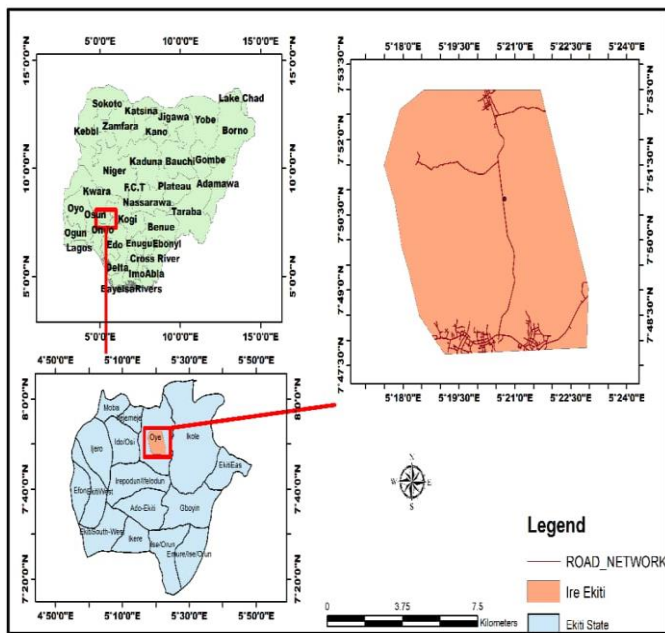 5°0'0"E 10°0'0"E 15°0'0"E
15°0'0"N
10°0'0"N
5°0'0"N
15°0'0"N
10°0'0"N
5°0'0"N
Lake Chad
Sokoto
Katsina
Jigawa
Yobe
Kebbi
Zamfara
Kano
Borno
Kaduna
Bauchi
Gombe
Niger
Adamawa
Kwara
F.C.T
Plateau
Nassarawa
Oyo
Osun
Kogi
Taraba
Ogun
Benue
Lagos
Edo
Enugu
Ebonyi
Cross River
Delta
Imo
Abia
Bayelsa
Rivers
5°0'0"E 10°0'0"E 15°0'0"E
5°18'0"E 5°19'30"E 5°21'0"E 5°22'30"E 5°24'0"E
7°53'30"N
7°52'0"N
7°50'30"N
7°49'0"N
7°47'30"N
7°53'0"N
7°51'30"N
7°50'0"N
7°48'30"N
5°18'0"E 5°19'30"E 5°21'0"E 5°22'30"E 5°24'0"E
4°50'0"E 5°10'0"E 5°30'0"E 5°50'0"E
8°0'0"N
7°40'0"N
7°20'0"N
8°0'0"N
7°40'0"N
7°20'0"N
Moba
Ido/Osi
Oye
Ikole
Ijero
Efon
EkitiWest
Irepodun/Ifelodun
Ado-Ekiti
Gboyin
EkitiSouth-West
Ikere
Ise/Orun
Emure/Ise/Orun
4°50'0"E 5°10'0"E 5°30'0"E 5°50'0"E
N
W E
S
0 3.75 7.5
Kilometers
Legend
ROAD_NETWORK
Ire Ekiti
Ekiti State